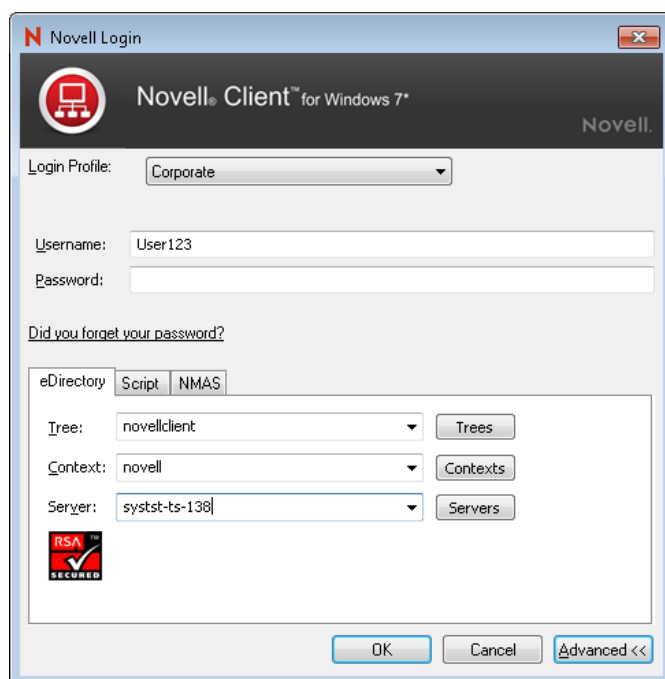 N Novell Login
Novell® Client™ for Windows 7*
Novell.
Login Profile: Corporate
Username: User123
Password:
Did you forget your password?
eDirectory Script NMAS
Tree: novellclient Trees
Context: novell Contexts
Server: systst-ts-138 Servers
RSA ™
SECURED
OK Cancel Advanced <<